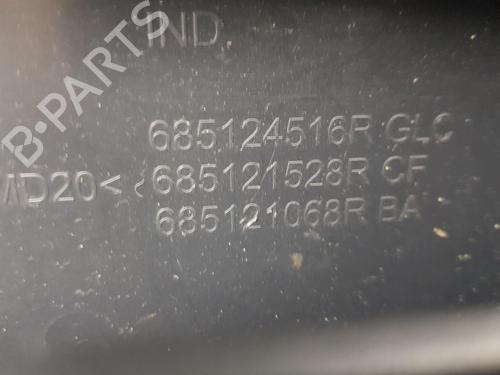 IND
685124516R GLC
MD20< 685121528R CF
685121068R BA
B-PARTS